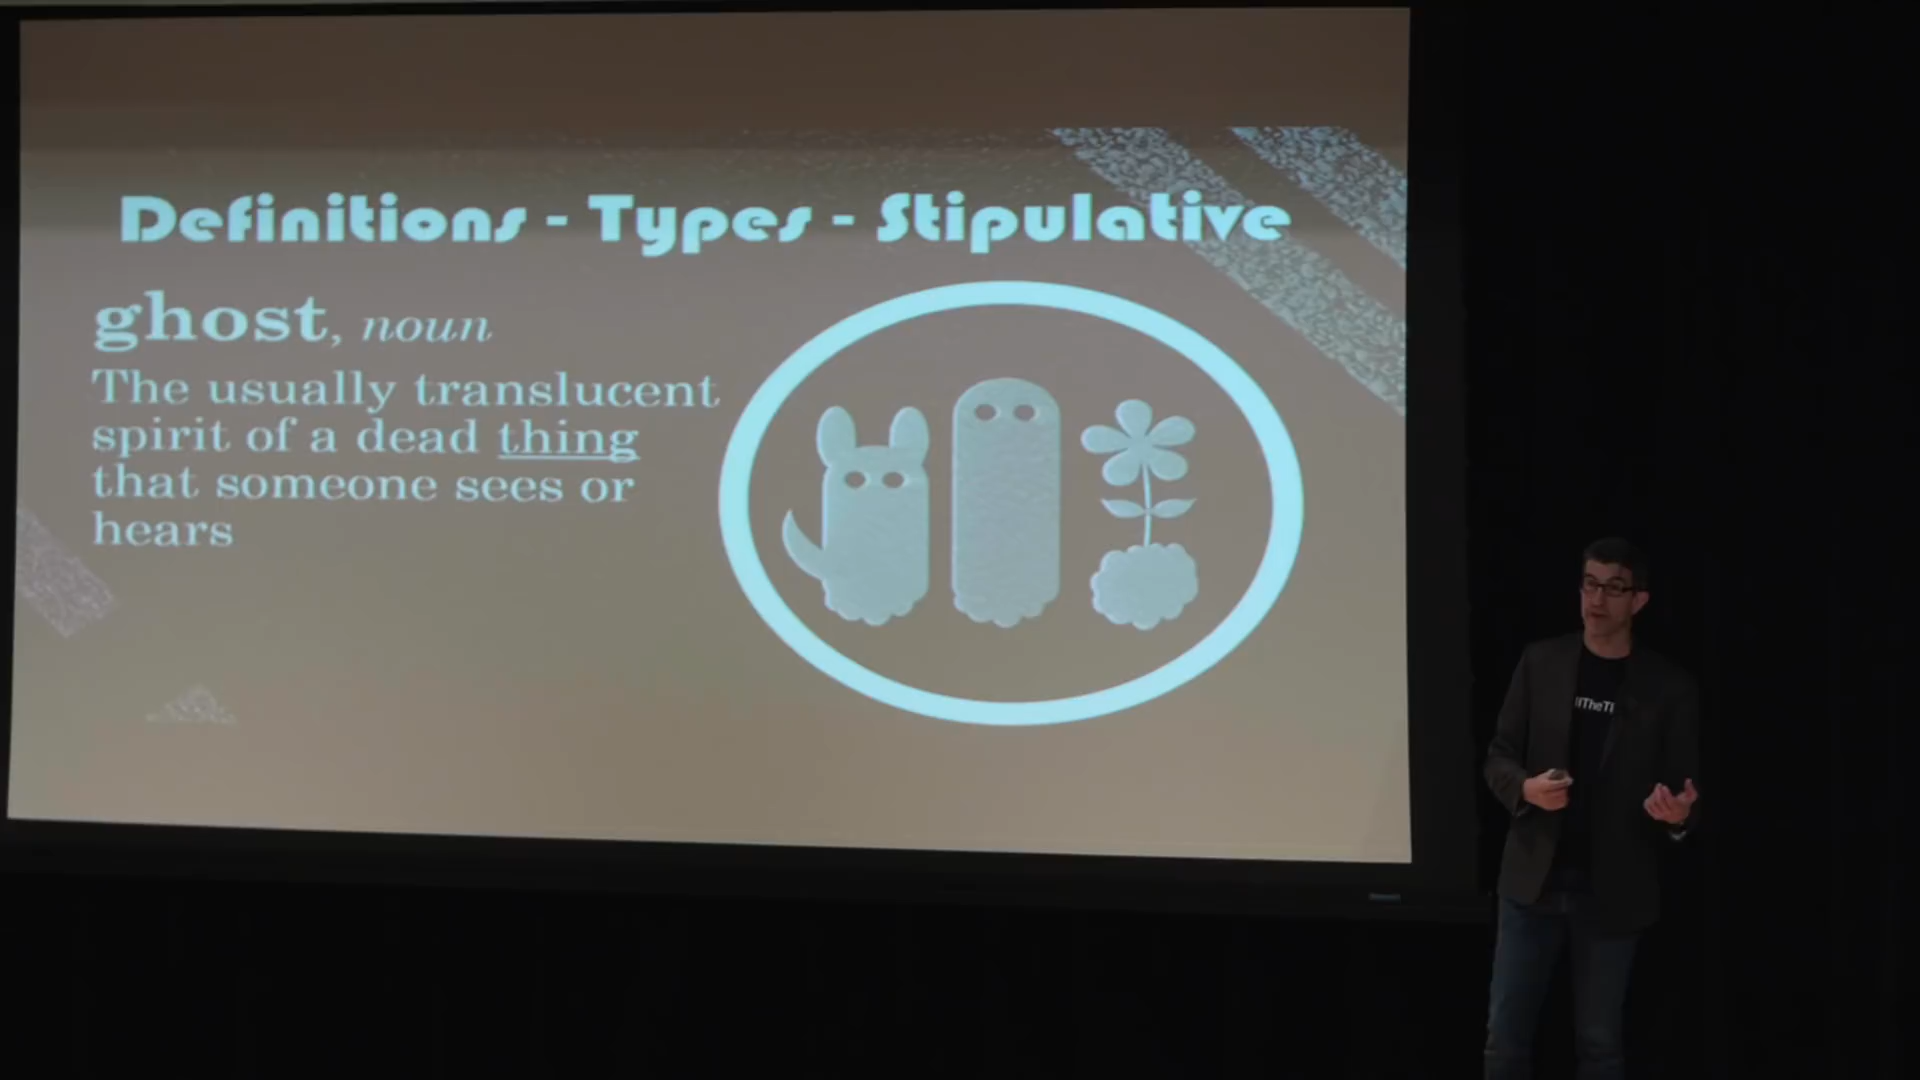 Definitions - Types - Stipulative
ghost, noun
The usually translucent
spirit of a dead thing
that someone sees or
hears